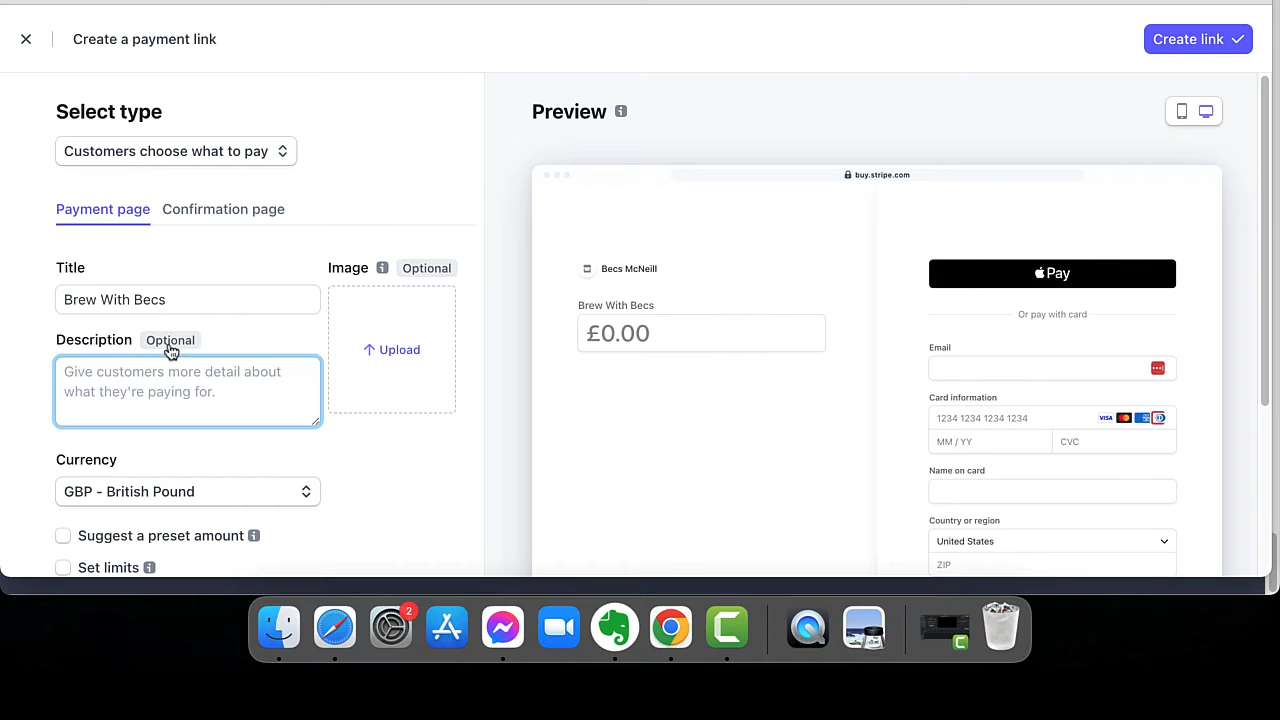 Create a payment link
Create link
Select type
Customers choose what to pay
Payment page
Confirmation page
Title
Image
Optional
Brew With Becs
Description
Optional
Give customers more detail about
what they're paying for.
Upload
Currency
GBP - British Pound
Suggest a preset amount
Set limits
Preview
buy.stripe.com
Becs McNeill
Brew With Becs
£0.00
Pay
Or pay with card
Email
Card information
1234 1234 1234 1234
VISA
MM / YY
CVC
Name on card
Country or region
United States
ZIP
2